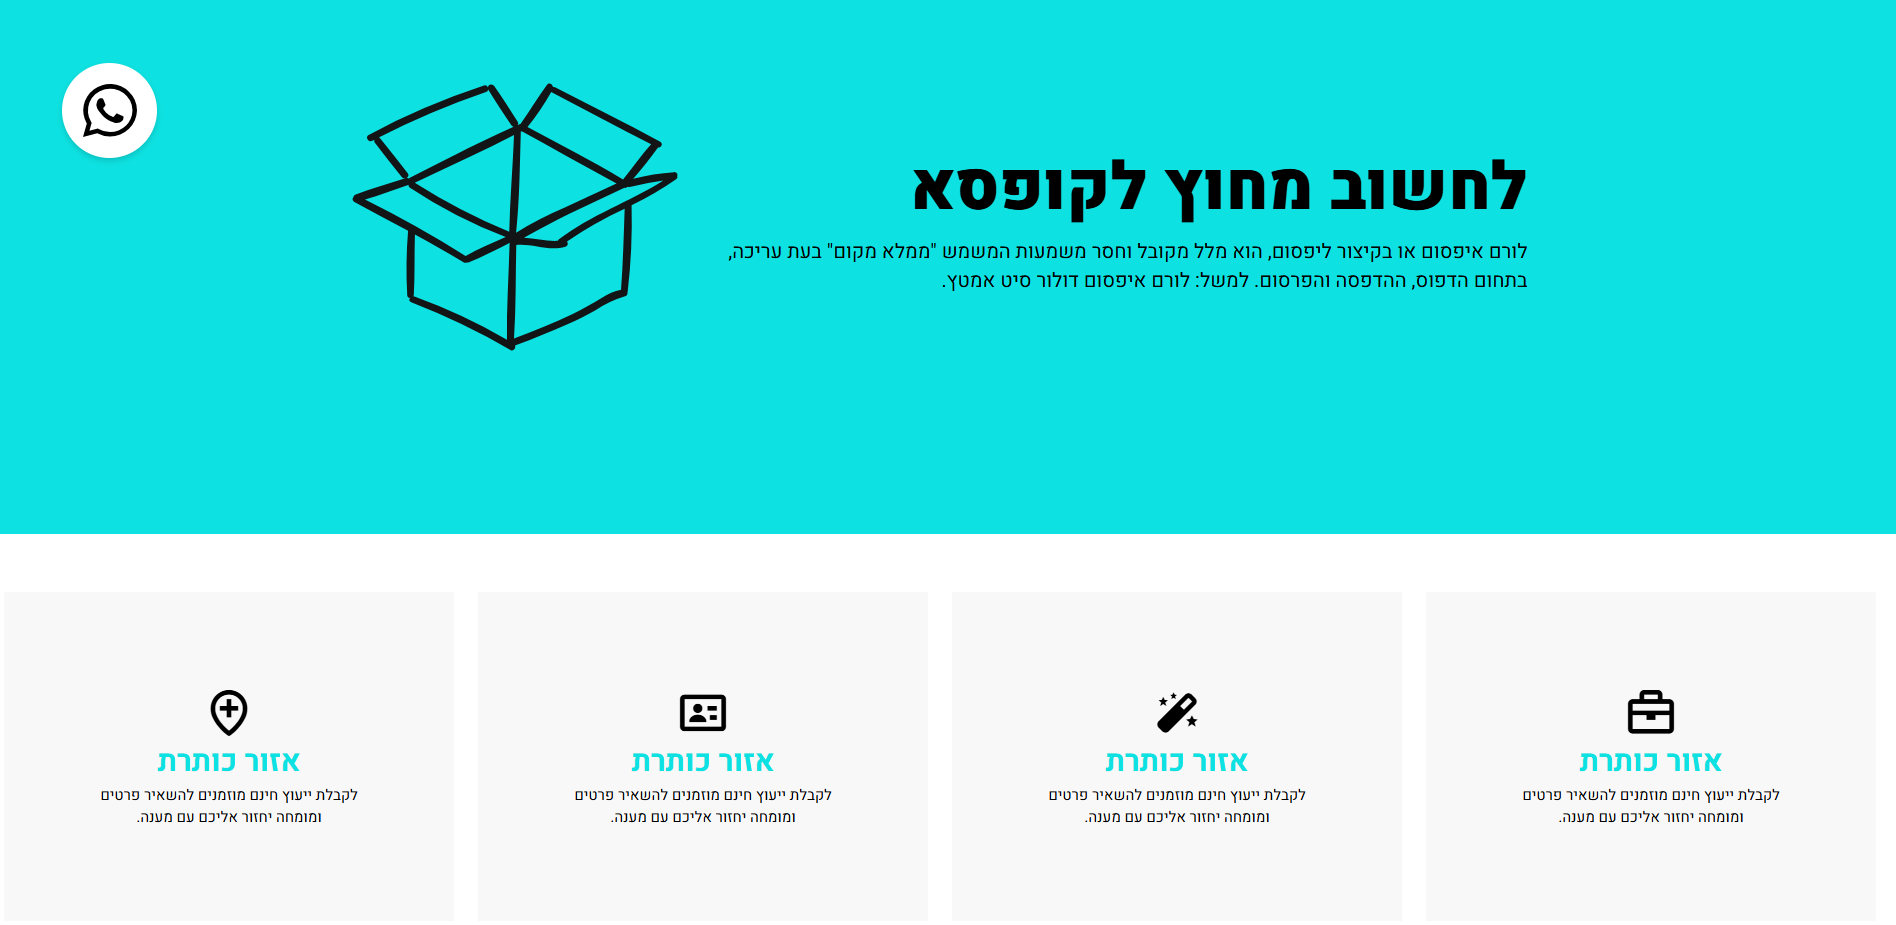 לחשוב מחוץ לקופסא
לורם איפסום או בקיצור ליפסום, הוא מלל מקובל וחסר משמעות המשמש "ממלא מקום" בעת עריכה,
בתחום הדפוס, ההדפסה והפרסום. למשל: לורם איפסום דולור סיט אמטץ.
אזור כותרת
לקבלת ייעוץ חינם מוזמנים להשאיר פרטים
ומומחה יחזור אליכם עם מענה.
אזור כותרת
לקבלת ייעוץ חינם מוזמנים להשאיר פרטים
ומומחה יחזור אליכם עם מענה.
אזור כותרת
לקבלת ייעוץ חינם מוזמנים להשאיר פרטים
ומומחה יחזור אליכם עם מענה.
אזור כותרת
לקבלת ייעוץ חינם מוזמנים להשאיר פרטים
ומומחה יחזור אליכם עם מענה.